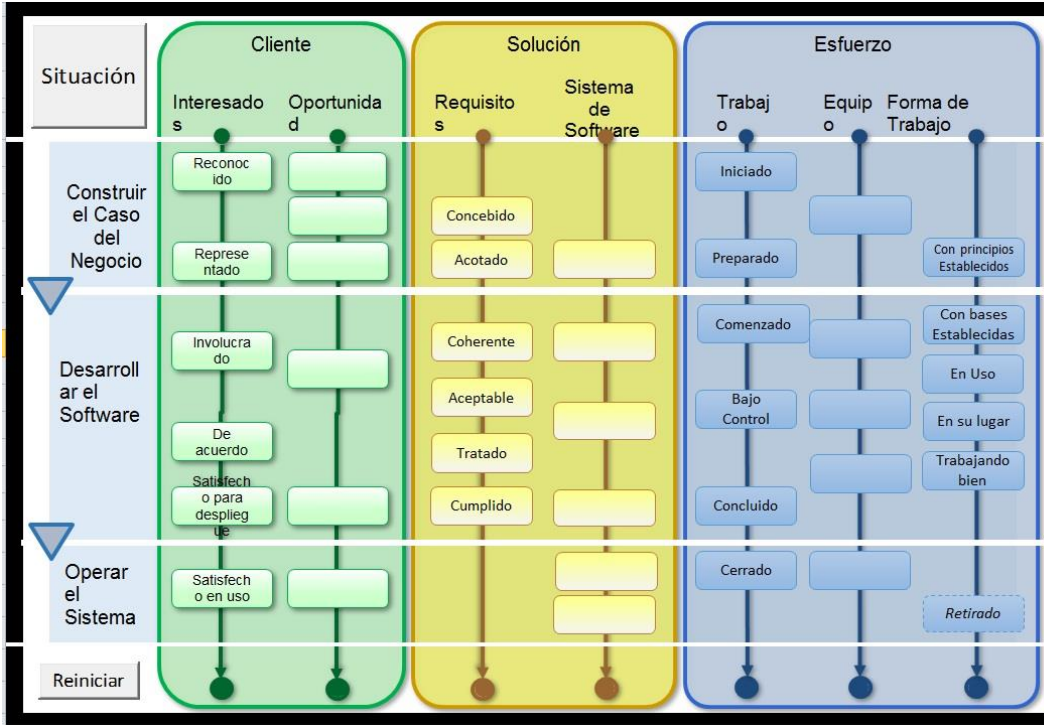 Situación
Cliente
Solución
Esfuerzo
Interesado
s
Oportunida
d
Requisito
s
Sistema
de
Software
Trabaj
o
Equip
o
Forma de
Trabajo
Construir
el Caso
del
Negocio
Reconoc
ido
Iniciado
Concebido
Represe
ntado
Acotado
Preparado
Con principios
Establecidos
Desarroll
ar el
Software
Involucra
do
Coherente
Comenzado
Con bases
Establecidas
En Uso
Aceptable
Bajo
Control
En su lugar
De
acuerdo
Tratado
Trabajando
bien
Satisfech
o para
desplieg
ue
Cumplido
Concluido
Operar
el
Sistema
Satisfech
o en uso
Cerrado
Retirado
Reiniciar